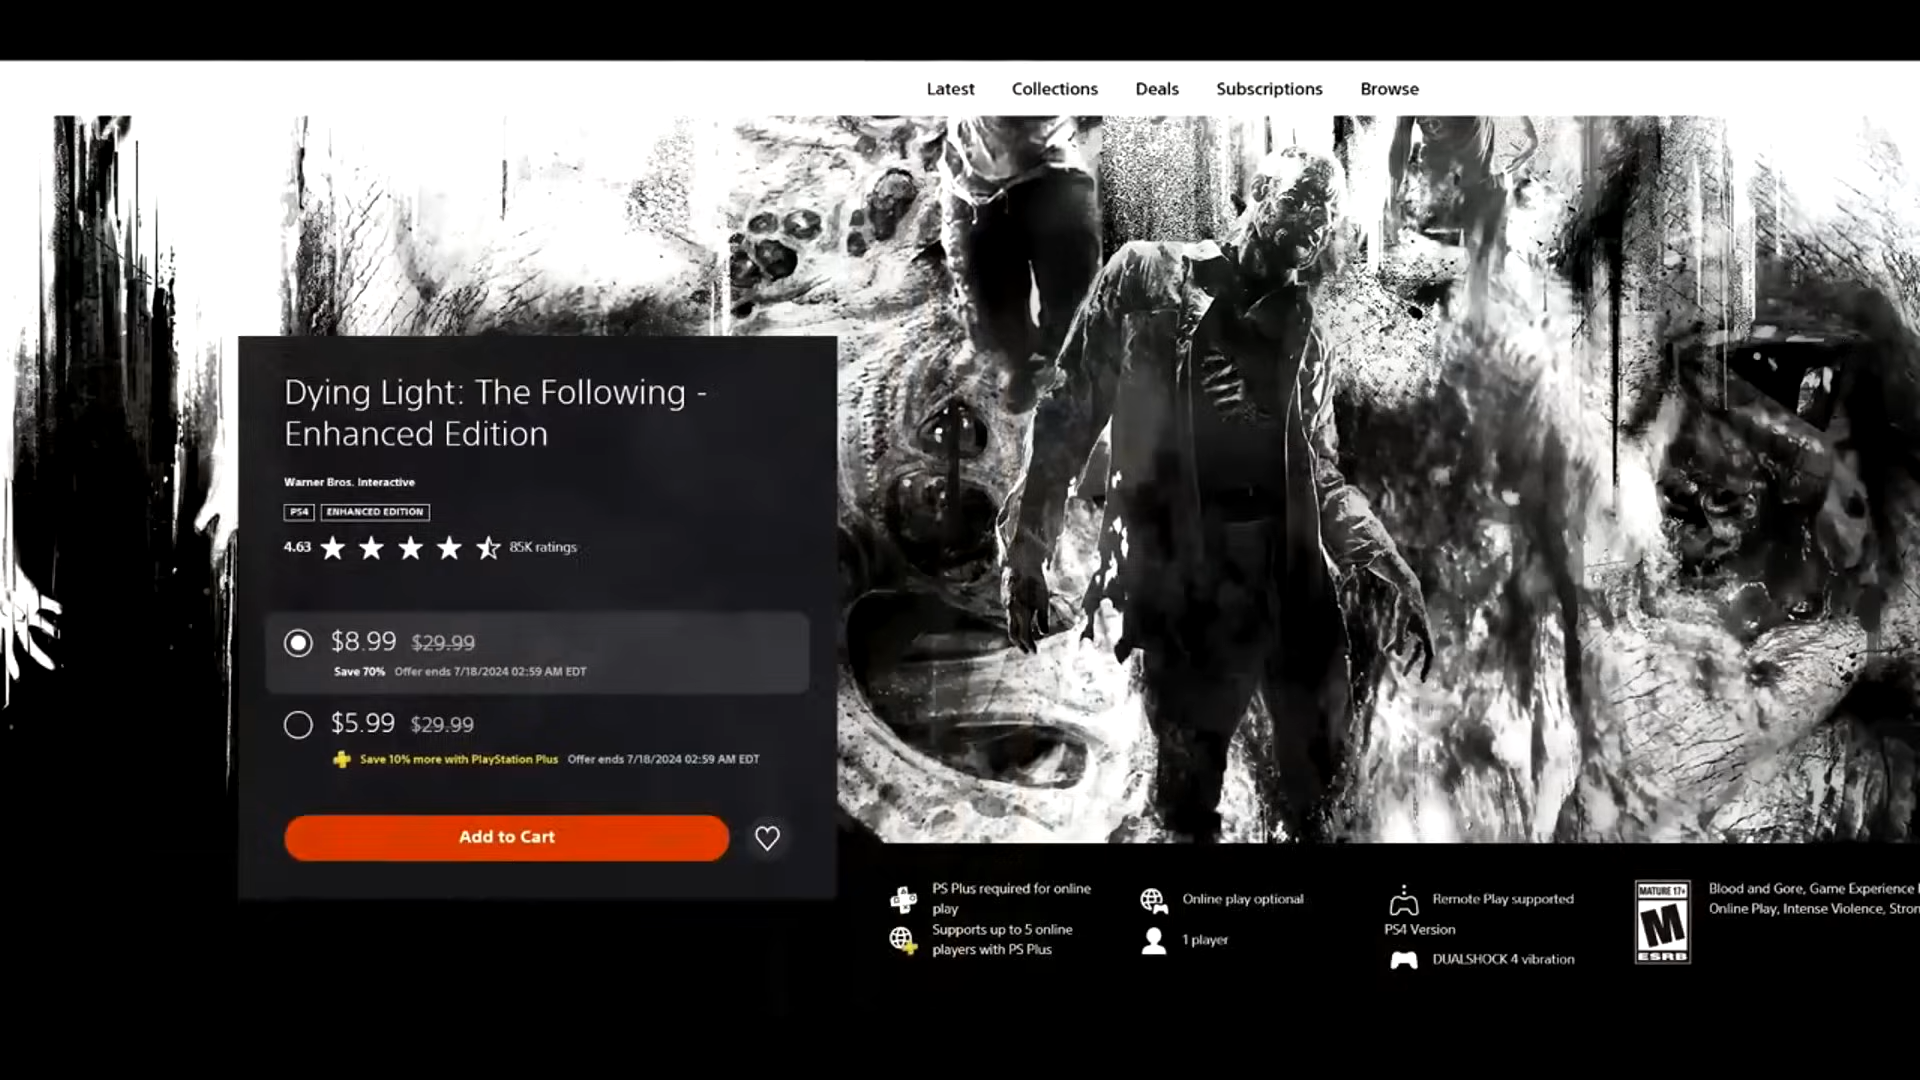 Latest Collections Deals Subscriptions Browse
Dying Light: The Following -
Enhanced Edition
Warner Bros. Interactive
PS4 ENHANCED EDITION
4.63 85K ratings
$8.99 $29.99
Save 70% Offer ends 7/18/2024 02:59 AM EDT
$5.99 $29.99
Save 10% more with PlayStation Plus Offer ends 7/18/2024 02:59 AM EDT
Add to Cart
PS Plus required for online
play
Supports up to 5 online
players with PS Plus
Online play optional
1 player
Remote Play supported
PS4 Version
DUALSHOCK 4 vibration
MATURE 17+
M
ESRB
Blood and Gore, Game Experience
Online Play, Intense Violence,